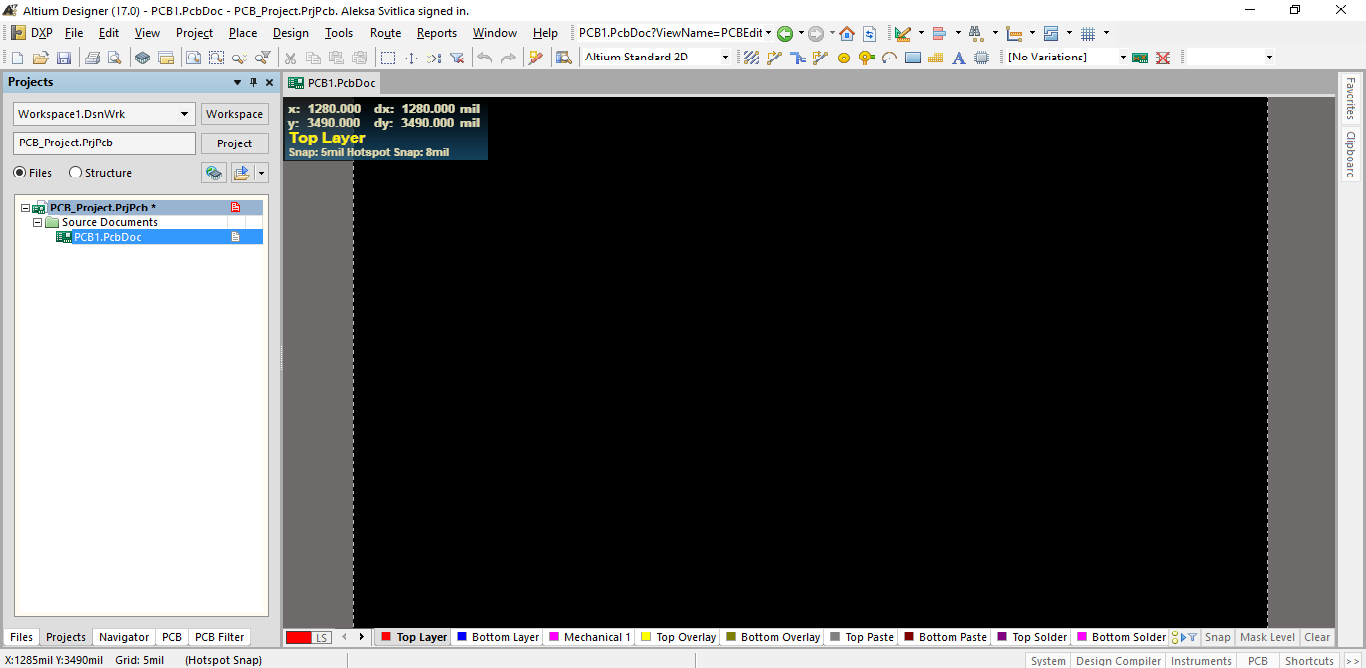 Altium Designer (17.0) - PCB1.PcbDoc - PCB_Project.PrjPcb. Aleksa Svitlica signed in.
DXP File Edit View Project Place Design Tools Route Reports Window Help PCB1.PcbDoc?ViewName=PCBEdit
Altium Standard 2D A [No Variations]
Projects
PCB1.PcbDoc
Workspace1.DsnWrk Workspace
PCB_Project.PrjPcb Project
Files Structure
PCB_Project.PrjPcb *
Source Documents
PCB1.PcbDoc
x: 1280.000 dx: 1280.000 mil
y: 3490.000 dy: 3490.000 mil
Top Layer
Snap: 5mil Hotspot Snap: 8mil
Favorites
Clipboarc
Files Projects Navigator PCB PCB Filter
LS Top Layer Bottom Layer Mechanical 1 Top Overlay Bottom Overlay Top Paste Bottom Paste Top Solder Bottom Solder Snap Mask Level Clear
X:1285mil Y:3490mil Grid: 5mil (Hotspot Snap) System Design Compiler Instruments PCB Shortcuts >>